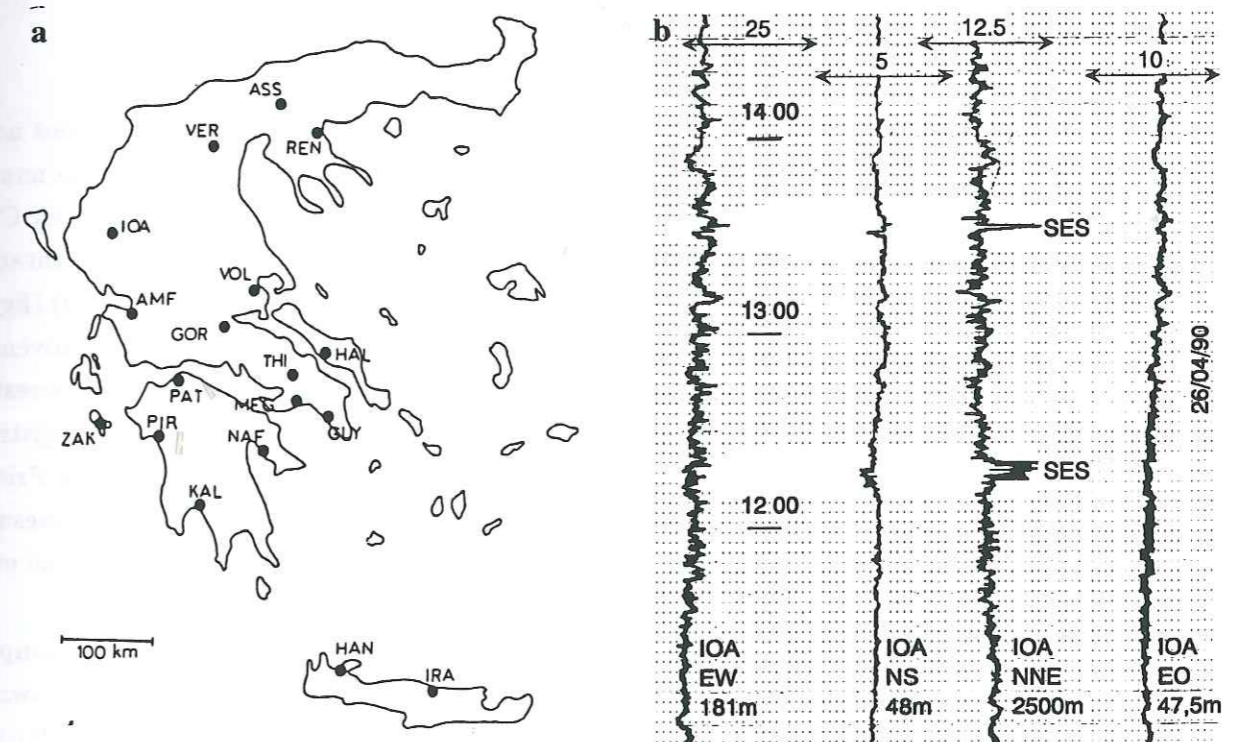 a
ASS
VER
REN
IOA
VOL
AMF
GOR
THI
HAL
PAT
MEG
ZAK
PIR
NAF
GUY
KAL
100 km
HAN
IRA
b
25
12.5
5
10
14:00
SES
13:00
26/04/90
SES
12:00
IOA
EW
181m
IOA
NS
48m
IOA
NNE
2500m
IOA
EO
47,5m